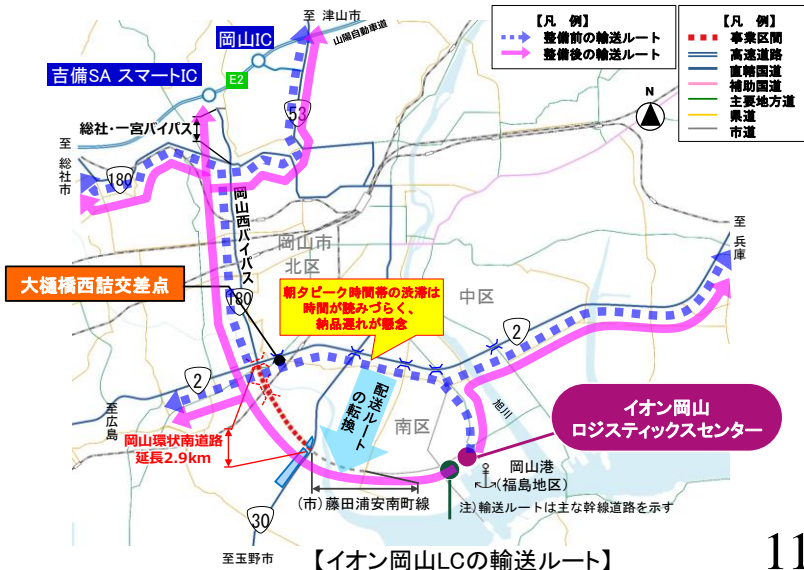 至 津山市
岡山IC
山陽自動車道
吉備SA スマートIC
E2
53
総社・一宮バイパス
至 総社市
180
岡山西バイパス
岡山市
北区
180
大樋橋西詰交差点
朝夕ピーク時間帯の渋滞は
時間が読みづらく、
納品遅れが懸念
中区
至 兵庫
2
2
至 広島
配送ルート
の転換
南区
旭川
イオン岡山
ロジスティックスセンター
岡山環状南道路
延長2.9km
岡山港
(福島地区)
(市)藤田浦安南町線
注)輸送ルートは主な幹線道路を示す
30
至玉野市
【イオン岡山LCの輸送ルート】
11
【凡 例】
整備前の輸送ルート
整備後の輸送ルート
【凡 例】
事業区間
高速道路
直轄国道
補助国道
主要地方道
県道
市道
N